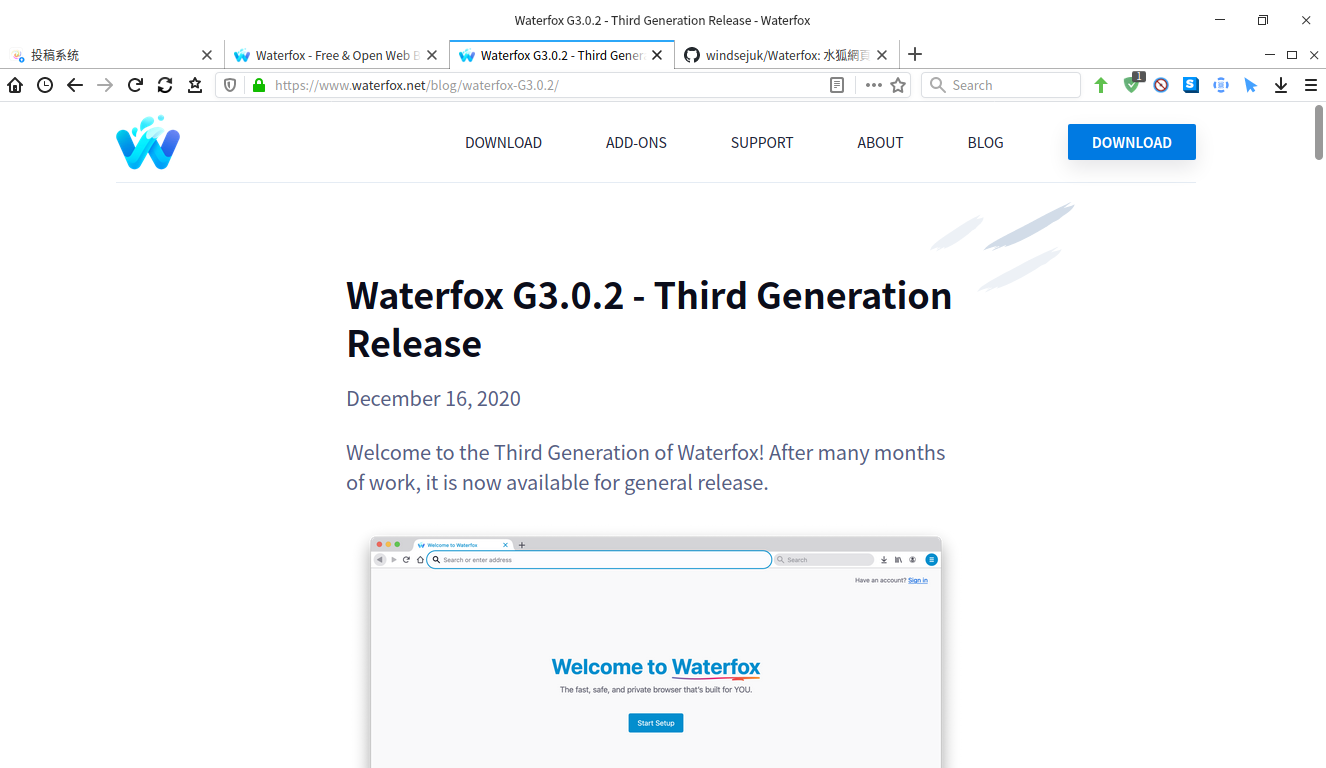 Waterfox G3.0.2 - Third Generation Release - Waterfox
投稿系统
Waterfox - Free & Open Web B
Waterfox G3.0.2 - Third Gener
windsejuk/Waterfox: 水狐網頁
https://www.waterfox.net/blog/waterfox-G3.0.2/
Search
1
S
DOWNLOAD
ADD-ONS
SUPPORT
ABOUT
BLOG
DOWNLOAD
Waterfox G3.0.2 - Third Generation
Release
December 16, 2020
Welcome to the Third Generation of Waterfox! After many months
of work, it is now available for general release.
Welcome to Waterfox
Search or enter address
Search
Have an account? Sign in
Welcome to Waterfox
The fast, safe, and private browser that's built for YOU.
Start Setup